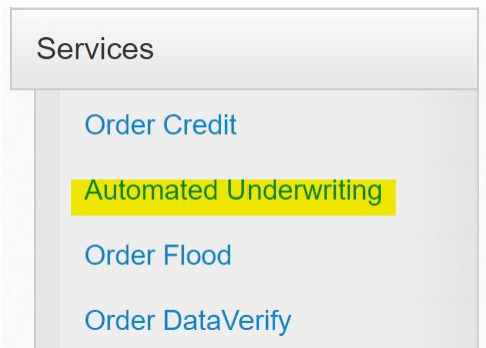 Services
Order Credit
Automated Underwriting
Order Flood
Order DataVerify